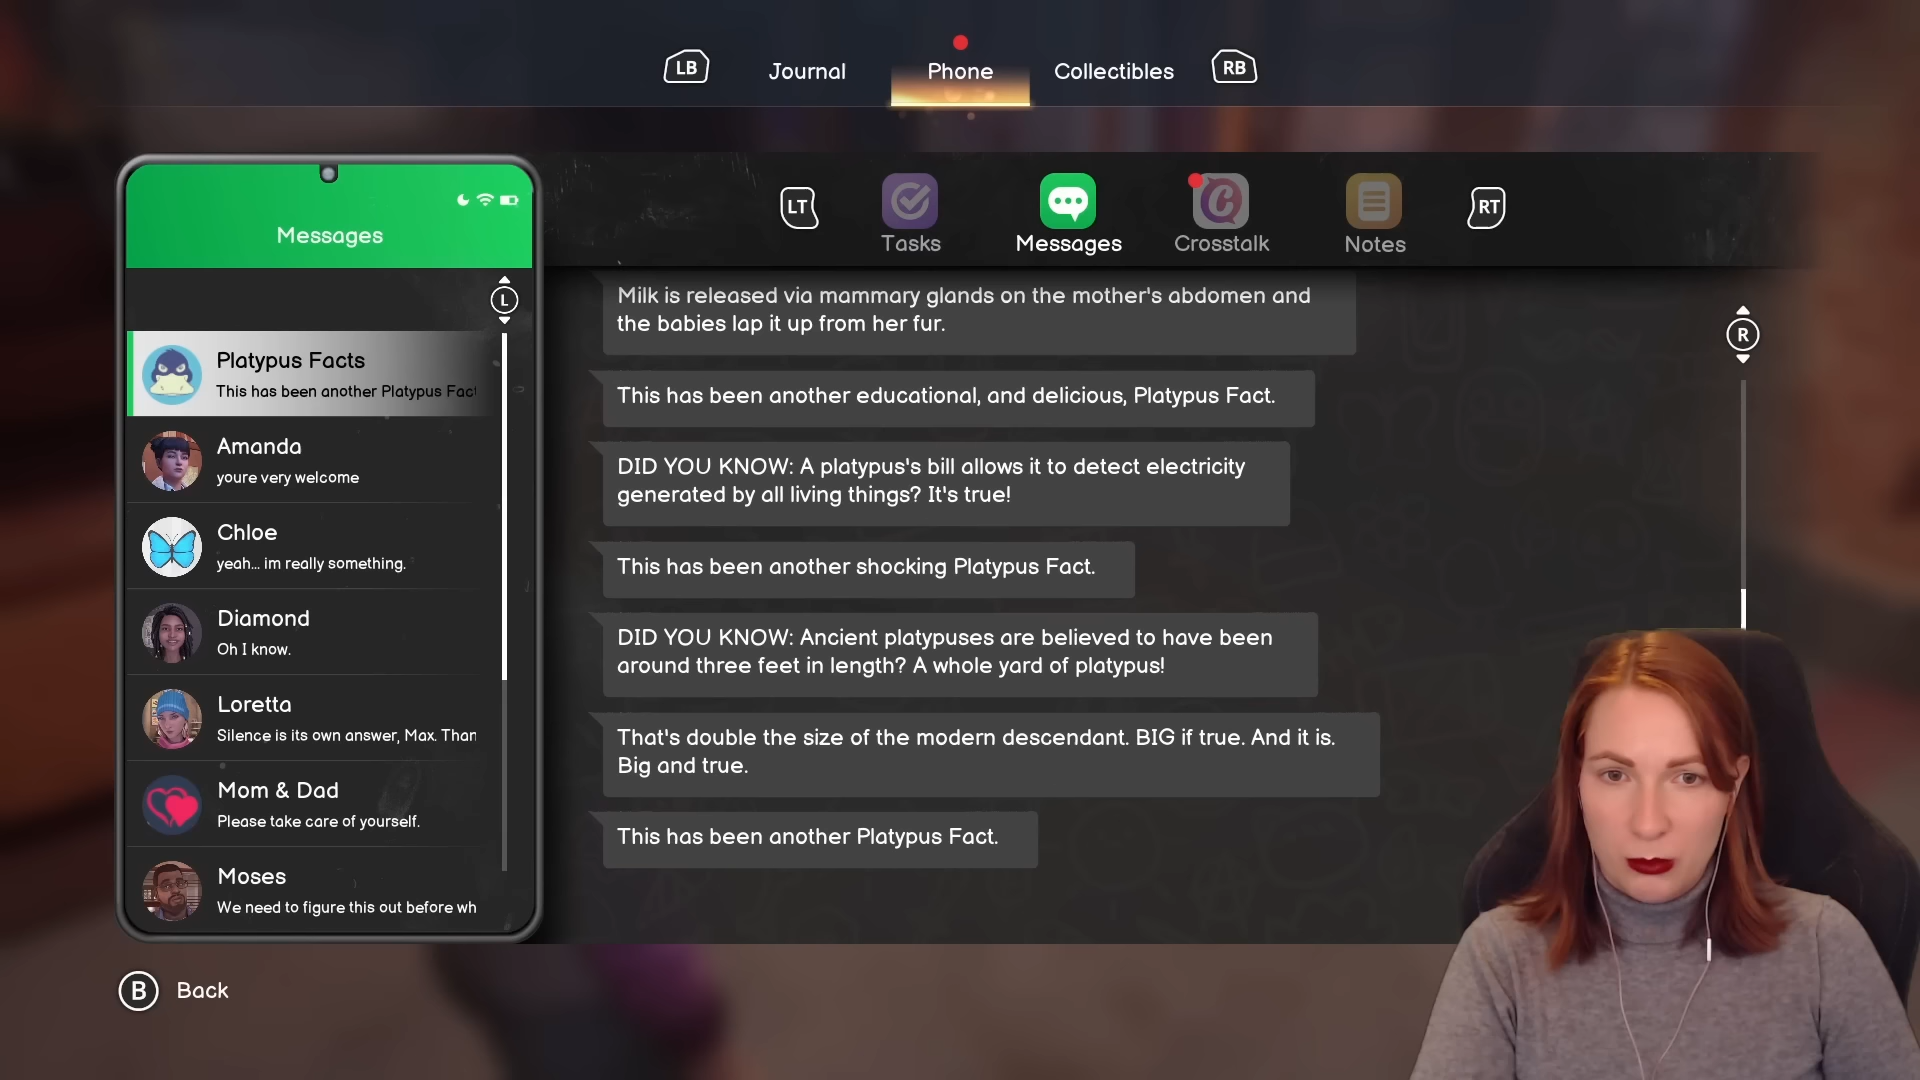 LB
Journal
Phone
Collectibles
RB
Messages
L
Platypus Facts
This has been another Platypus Fac
Amanda
youre very welcome
Chloe
yeah... im really something.
Diamond
Oh I know.
Loretta
Silence is its own answer, Max. Than
Mom & Dad
Please take care of yourself.
Moses
We need to figure this out before wh
LT
Tasks
Messages
Crosstalk
Notes
RT
Milk is released via mammary glands on the mother's abdomen and
the babies lap it up from her fur.
This has been another educational, and delicious, Platypus Fact.
DID YOU KNOW: A platypus's bill allows it to detect electricity
generated by all living things? It's true!
This has been another shocking Platypus Fact.
DID YOU KNOW: Ancient platypuses are believed to have been
around three feet in length? A whole yard of platypus!
That's double the size of the modern descendant. BIG if true. And it is.
Big and true.
This has been another Platypus Fact.
R
B
Back